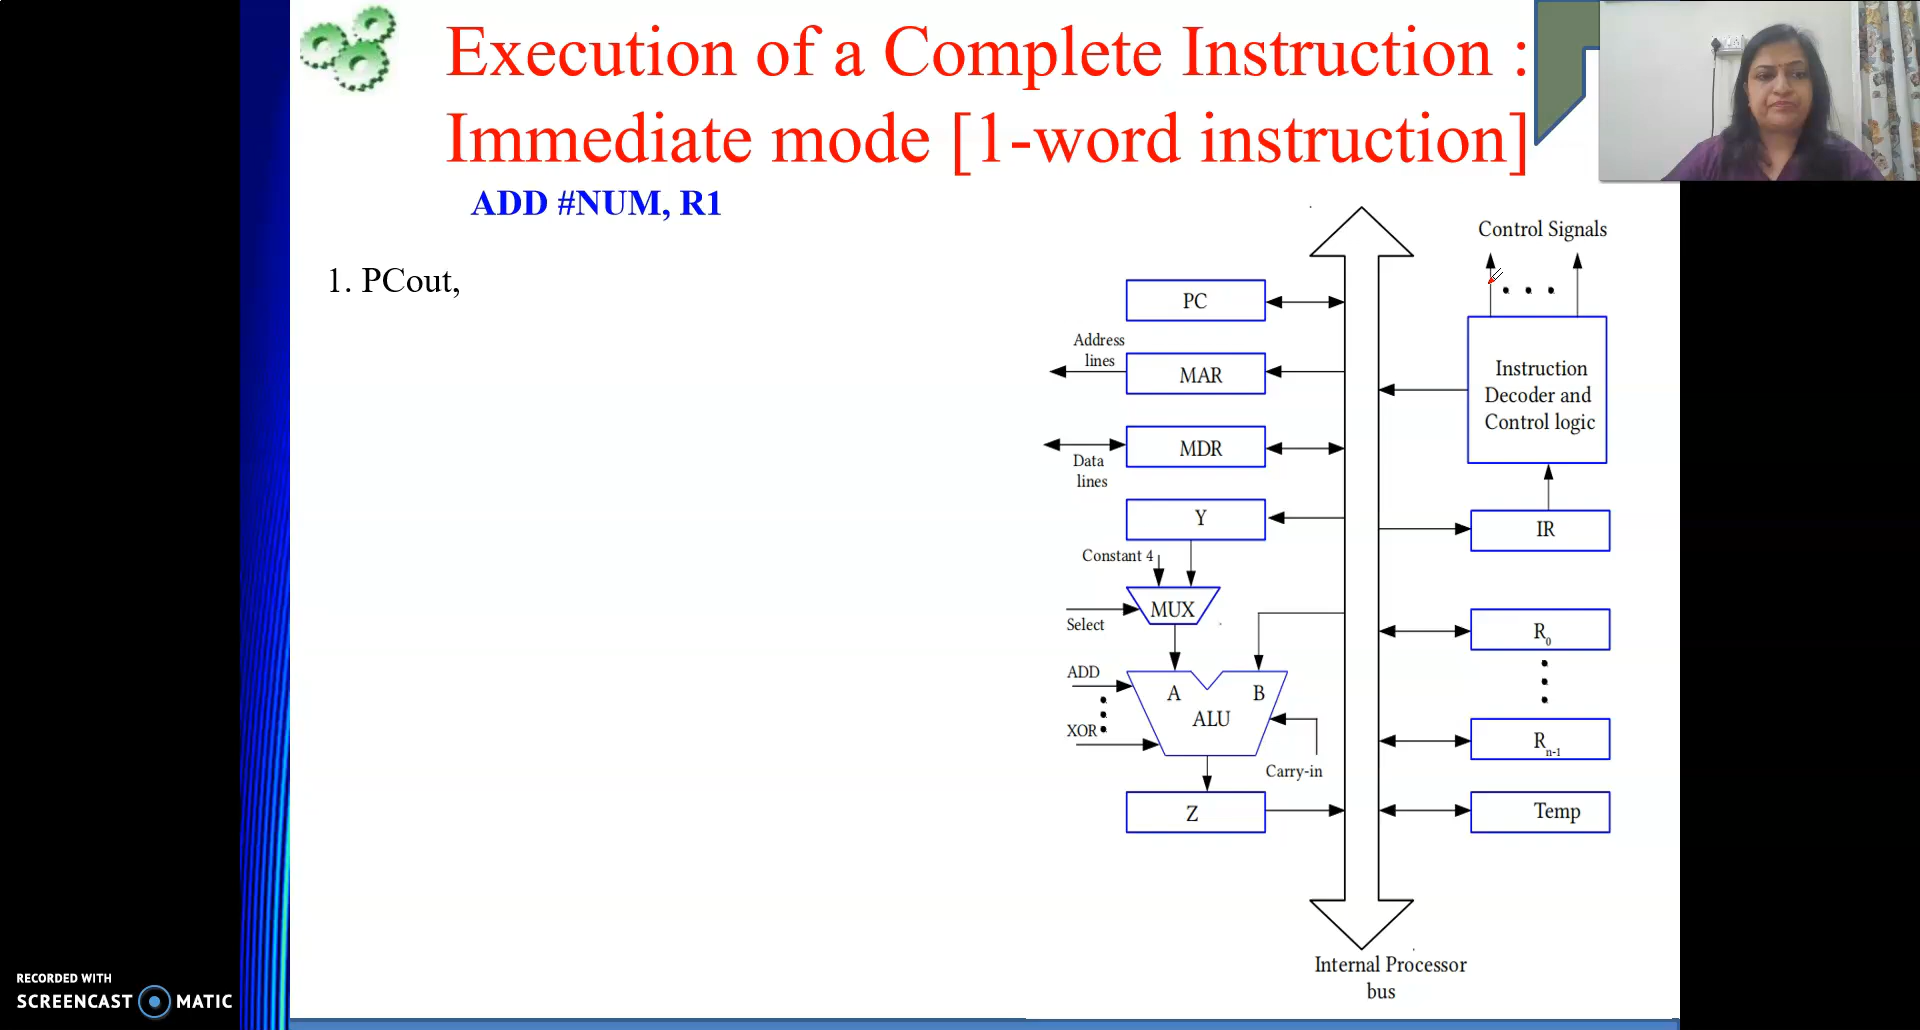 Execution of a Complete Instruction :
Immediate mode [1-word instruction]
ADD #NUM, R1
1. PCout,
Control Signals
PC
Address
lines
MAR
Instruction
Decoder and
Control logic
MDR
Data
lines
Y
IR
Constant 4
MUX
Select
R0
ADD
A
B
ALU
XOR
Rn-1
Carry-in
Z
Temp
Internal Processor
bus
RECORDED WITH
SCREENCAST MATIC